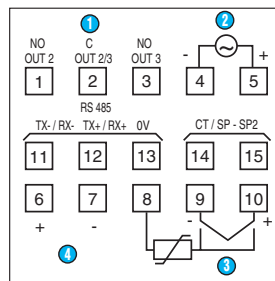 1 2
NO C NO
OUT 2 OUT 2/3 OUT 3 - +
1 2 3 4 5
RS 485
TX- / RX- TX+ / RX+ 0V CT / SP - SP2
11 12 13 14 15
6 7 8 9 10
+ - - +
4 3